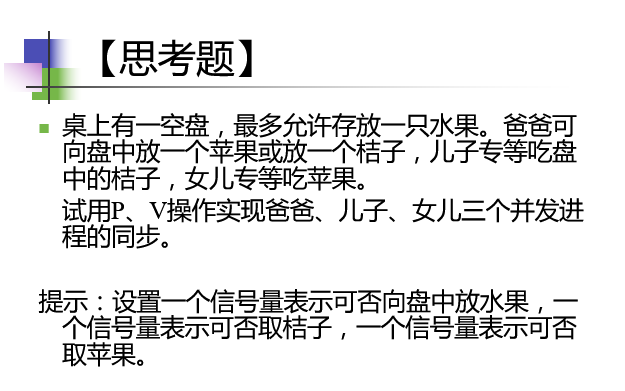 【思考题】
桌上有一空盘，最多允许存放一只水果。爸爸可
向盘中放一个苹果或放一个桔子，儿子专等吃盘
中的桔子，女儿专等吃苹果。
试用P、V操作实现爸爸、儿子、女儿三个并发进
程的同步。
提示：设置一个信号量表示可否向盘中放水果，一
个信号量表示可否取桔子，一个信号量表示可否
取苹果。